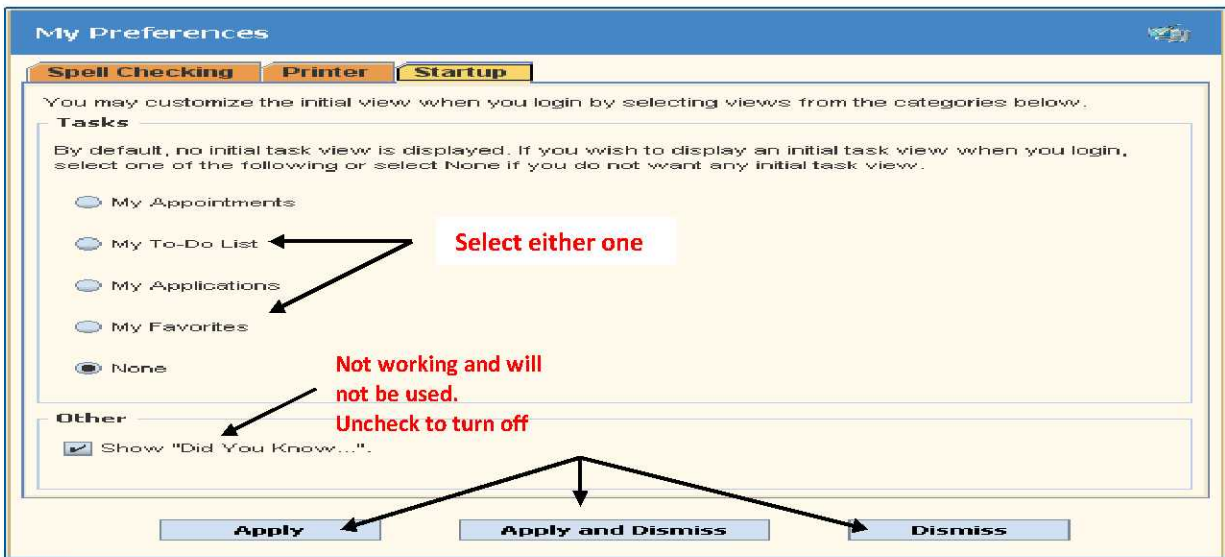 My Preferences
Spell Checking
Printer
Startup
You may customize the initial view when you login by selecting views from the categories below.
Tasks
By default, no initial task view is displayed. If you wish to display an initial task view when you login,
select one of the following or select None if you do not want any initial task view.
My Appointments
My To-Do List
Select either one
My Applications
My Favorites
None
Not working and will
not be used.
Uncheck to turn off
Other
Show "Did You Know...".
Apply
Apply and Dismiss
Dismiss